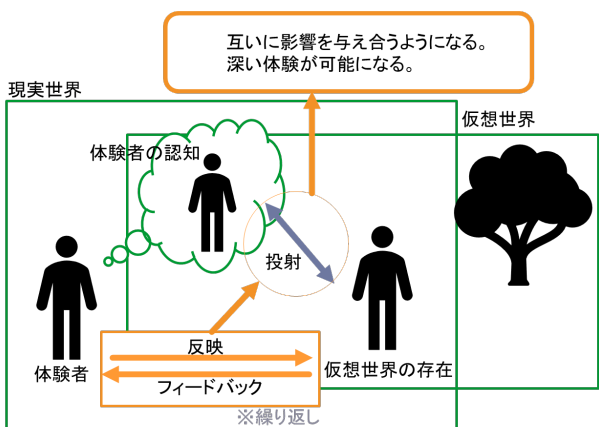 互いに影響を与え合うようになる。
深い体験が可能になる。
現実世界
仮想世界
体験者の認知
投射
体験者
反映
フィードバック
仮想世界の存在
※繰り返し